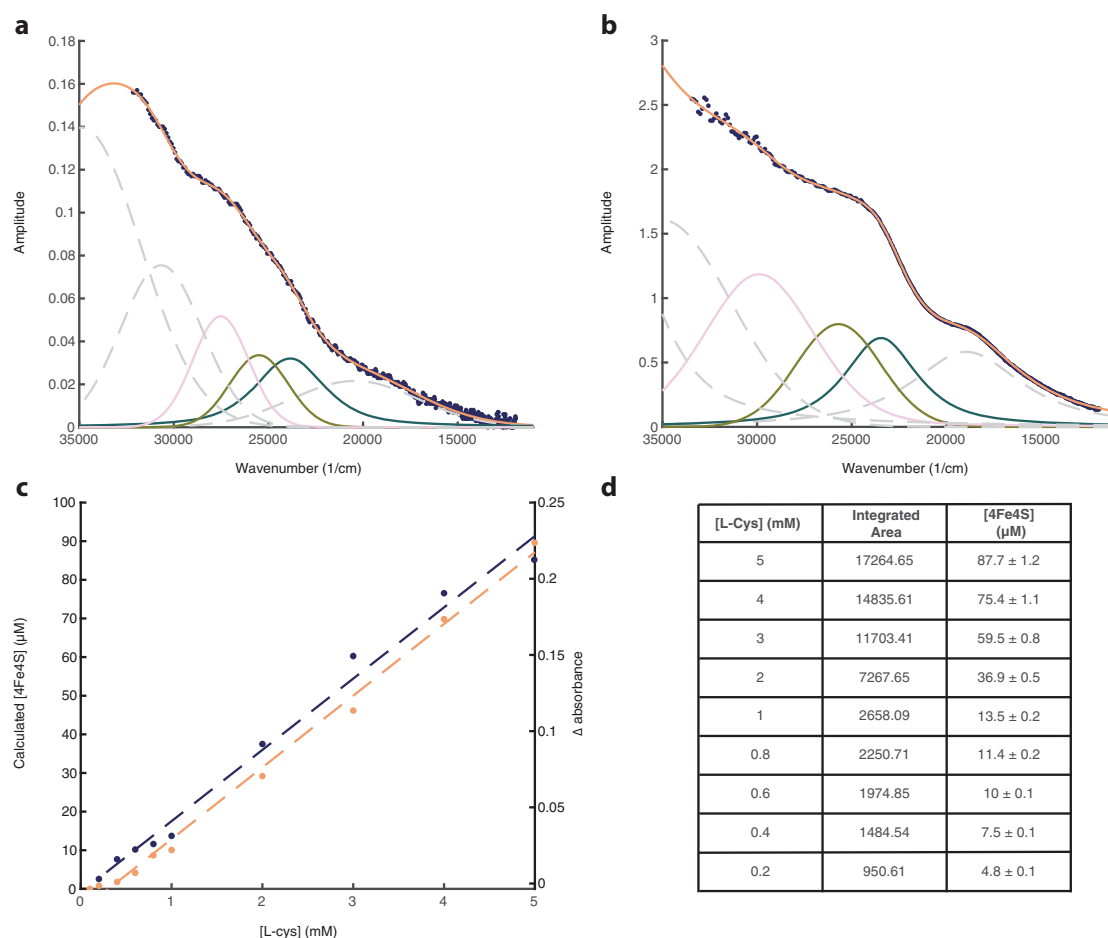 a
0.18
0.16
0.14
0.12
0.1
0.08
0.06
0.04
0.02
0
Amplitude
35000 30000 25000 20000 15000
Wavenumber (1/cm)
b
3
2.5
2
1.5
1
0.5
0
Amplitude
35000 30000 25000 20000 15000
Wavenumber (1/cm)
c
100
90
80
70
60
50
40
30
20
10
0
Calculated [4Fe4S] (µM)
0.25
0.2
0.15
0.1
0.05
0
Δ absorbance
0 1 2 3 4 5
[L-cys] (mM)
d
[L-Cys] (mM) Integrated Area [4Fe4S] (µM)
5 17264.65 87.7 ± 1.2
4 14835.61 75.4 ± 1.1
3 11703.41 59.5 ± 0.8
2 7267.65 36.9 ± 0.5
1 2658.09 13.5 ± 0.2
0.8 2250.71 11.4 ± 0.2
0.6 1974.85 10 ± 0.1
0.4 1484.54 7.5 ± 0.1
0.2 950.61 4.8 ± 0.1